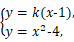 {y = k(x-1),
y = x²-4,